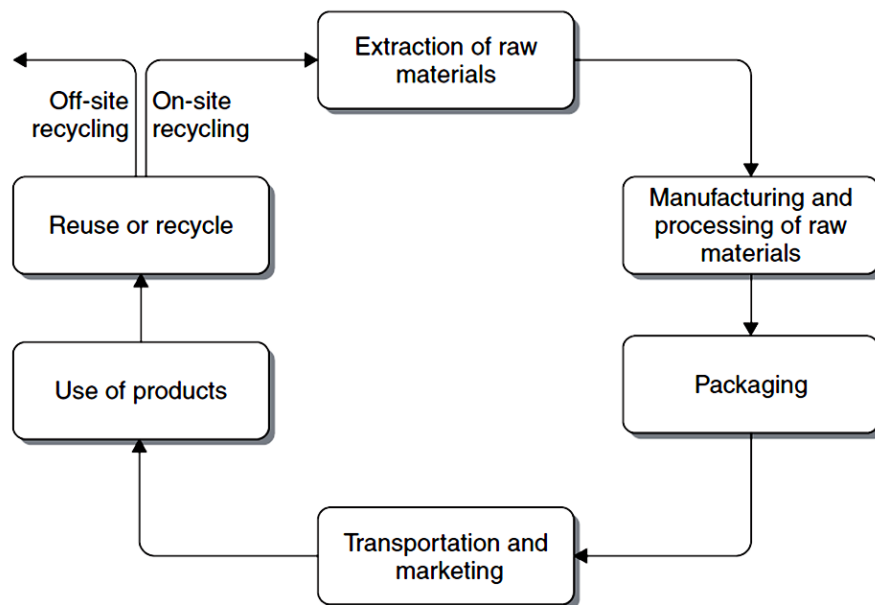 Extraction of raw
materials
Off-site
recycling
On-site
recycling
Reuse or recycle
Manufacturing and
processing of raw
materials
Use of products
Packaging
Transportation and
marketing